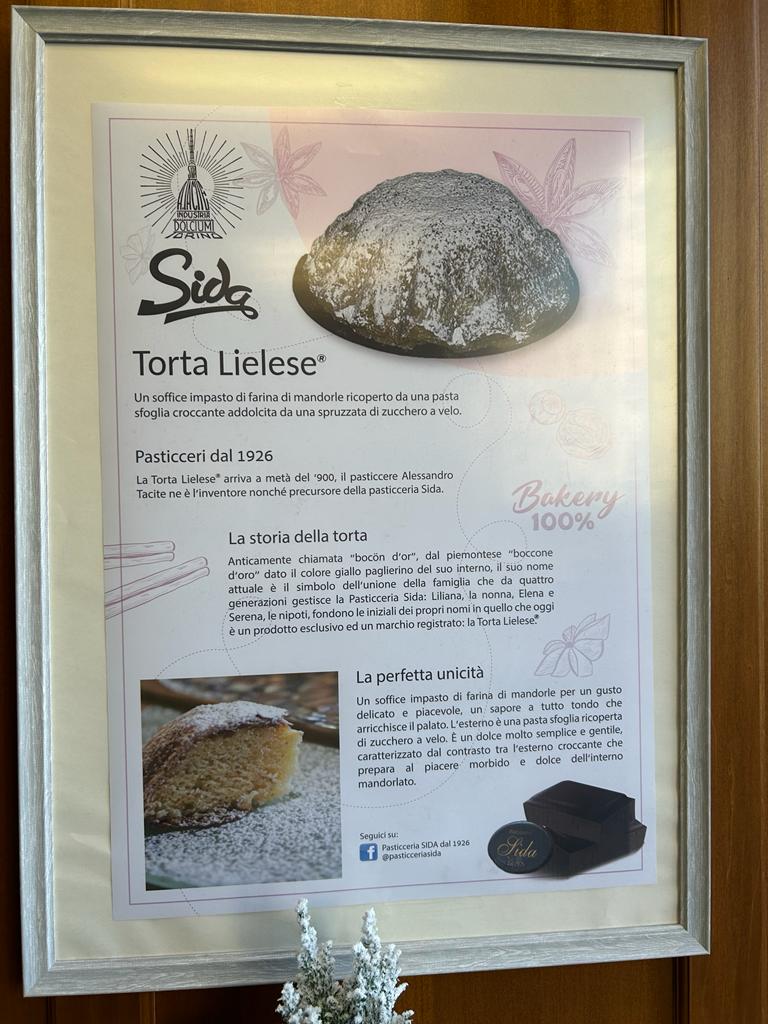 A.TACITE
INDUSTRIA
DOLCIUMI
TORINO
Sida
Torta Lielese®
Un soffice impasto di farina di mandorle ricoperto da una pasta
sfoglia croccante addolcita da una spruzzata di zucchero a velo.
Pasticceri dal 1926
La Torta Lielese® arriva a metà del '900, il pasticcere Alessandro
Tacite ne è l'inventore nonché precursore della pasticceria Sida.
Bakery
100%
La storia della torta
Anticamente chiamata "bocön d'or", dal piemontese "boccone
d'oro" dato il colore giallo paglierino del suo interno, il suo nome
attuale è il simbolo dell'unione della famiglia che da quattro
generazioni gestisce la Pasticceria Sida: Liliana, la nonna, Elena e
Serena, le nipoti, fondono le iniziali dei propri nomi in quello che oggi
è un prodotto esclusivo ed un marchio registrato: la Torta Lielese®.
La perfetta unicità
Un soffice impasto di farina di mandorle per un gusto
delicato e piacevole, un sapore a tutto tondo che
arricchisce il palato. L'esterno è una pasta sfoglia ricoperta
di zucchero a velo. È un dolce molto semplice e gentile,
caratterizzato dal contrasto tra l'esterno croccante che
prepara al piacere morbido e dolce dell'interno
mandorlato.
Seguici su:
f Pasticceria SIDA dal 1926
@pasticceriasida
Sida